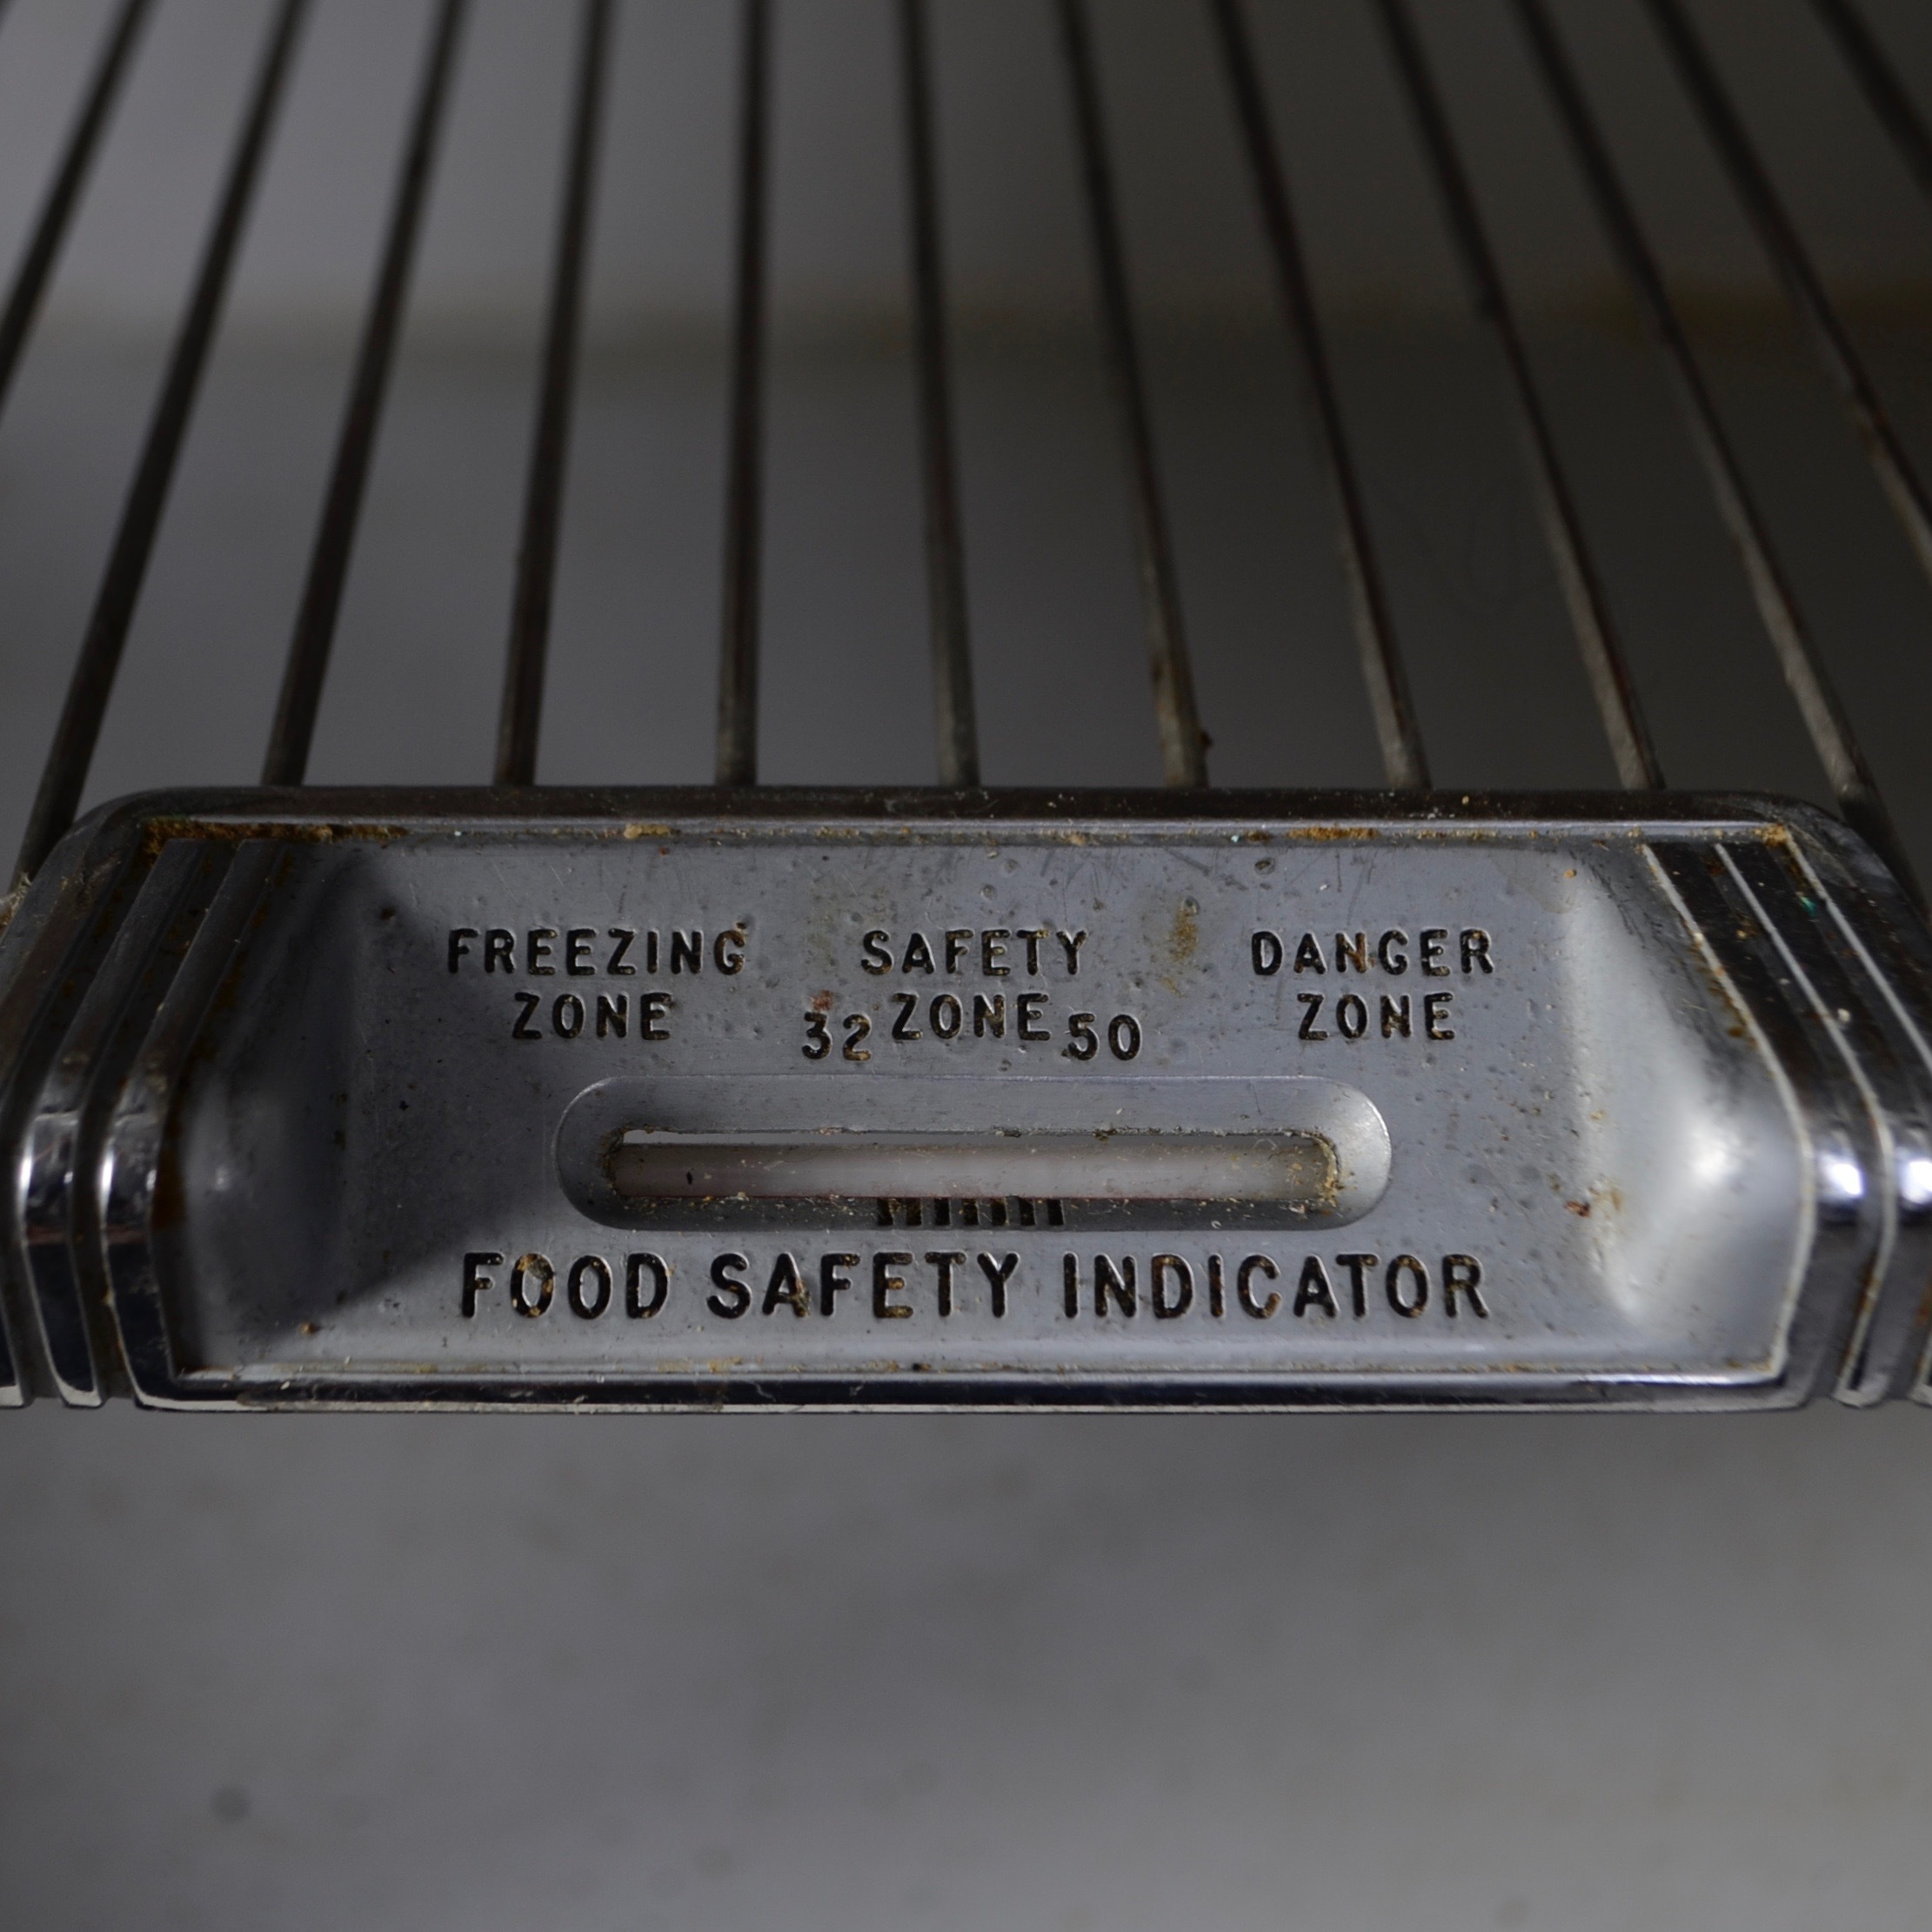 FREEZING SAFETY DANGER
ZONE 32 ZONE 50 ZONE
FOOD SAFETY INDICATOR